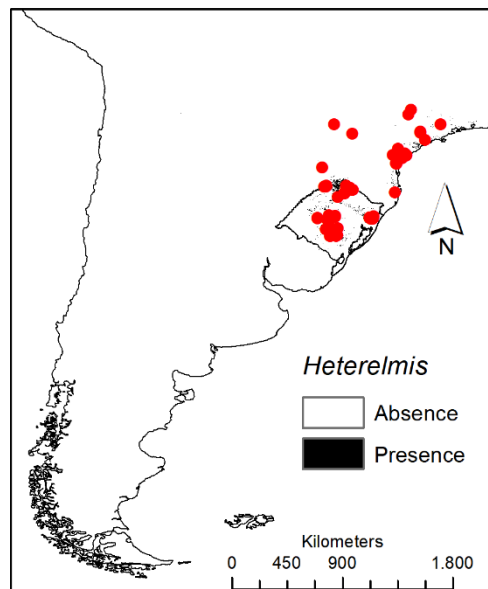 N
Heterelmis
Absence
Presence
Kilometers
0 450 900 1.800